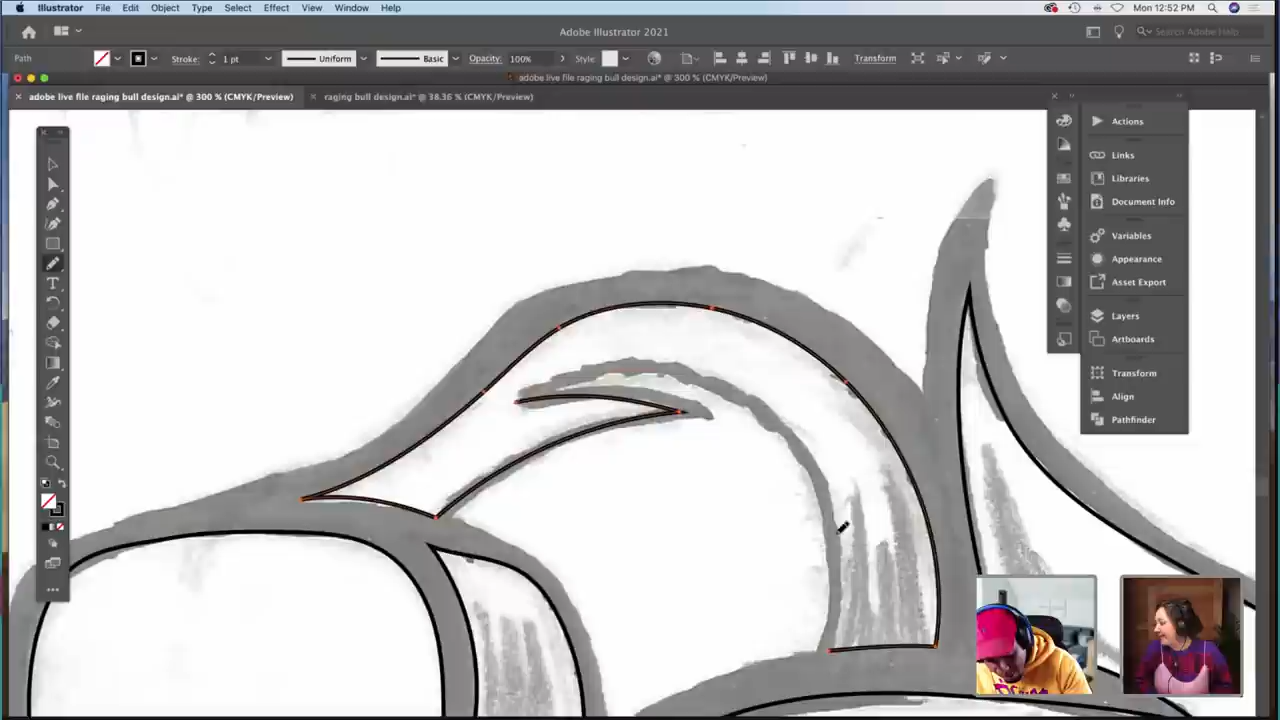 Illustrator File Edit Object Type Select Effect View Window Help Mon 12:52 PM
Adobe Illustrator 2021
Search Adobe Help
Path Stroke: 1 pt Uniform Basic Opacity: 100% Style: Transform
adobe live file raging bull design.ai* @ 300 % (CMYK/Preview)
adobe live file raging bull design.ai* @ 300 % (CMYK/Preview) raging bull design.ai* @ 38.36 % (CMYK/Preview)
Actions
Links
Libraries
Document Info
Variables
Appearance
Asset Export
Layers
Artboards
Transform
Align
Pathfinder